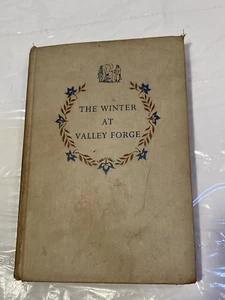 THE WINTER
AT
VALLEY FORGE